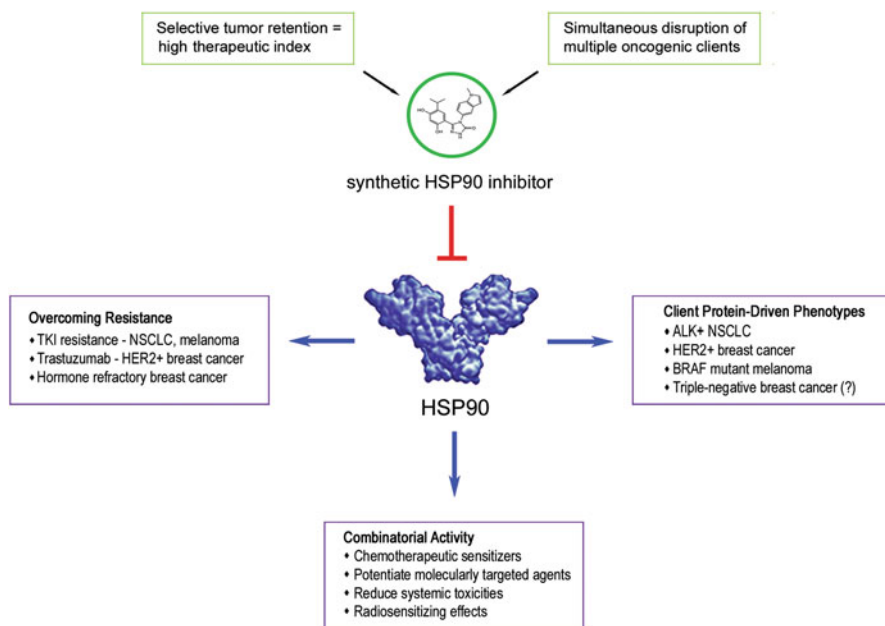 Selective tumor retention =
high therapeutic index
Simultaneous disruption of
multiple oncogenic clients
HO
OH
N
N
N
N
H
O
synthetic HSP90 inhibitor
Overcoming Resistance
♦ TKI resistance - NSCLC, melanoma
♦ Trastuzumab - HER2+ breast cancer
♦ Hormone refractory breast cancer
HSP90
Client Protein-Driven Phenotypes
♦ ALK+ NSCLC
♦ HER2+ breast cancer
♦ BRAF mutant melanoma
♦ Triple-negative breast cancer (?)
Combinatorial Activity
♦ Chemotherapeutic sensitizers
♦ Potentiate molecularly targeted agents
♦ Reduce systemic toxicities
♦ Radiosensitizing effects